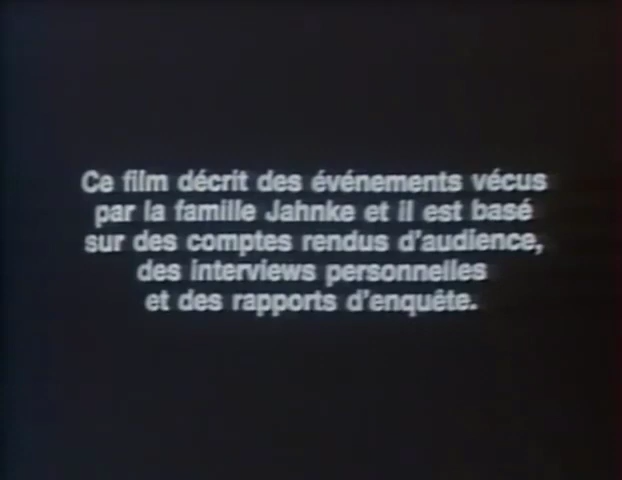 Ce film décrit des événements vécus
par la famille Jahnke et il est basé
sur des comptes rendus d'audience,
des interviews personnelles
et des rapports d'enquête.